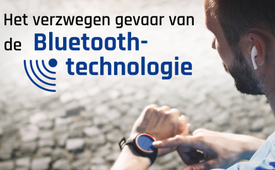 Het verzwegen gevaar van
de Bluetooth-
technologie